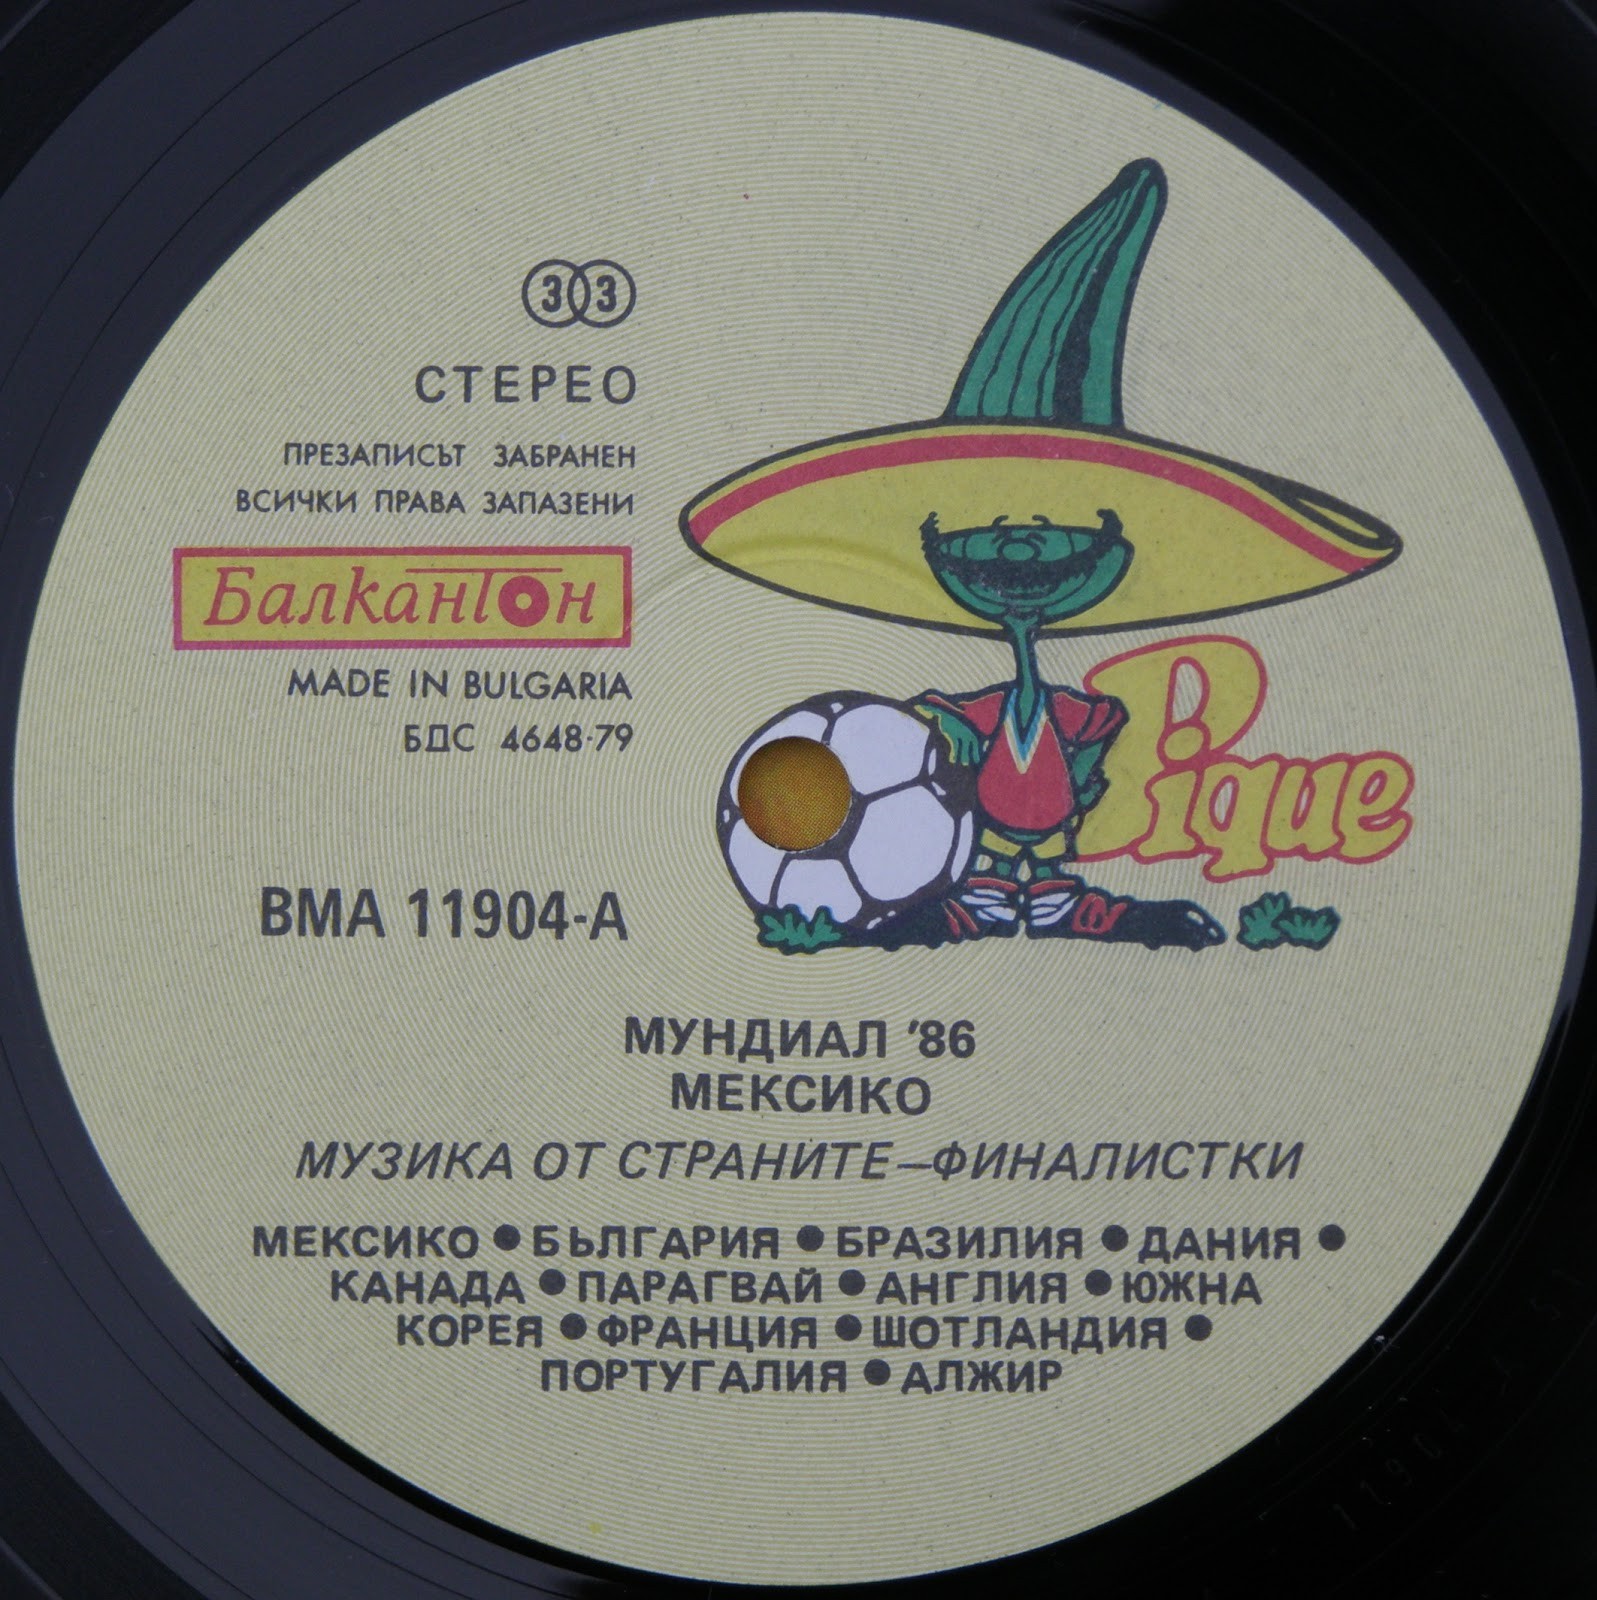 33
СТЕРЕО
ПРЕЗАПИСЪТ ЗАБРАНЕН
ВСИЧКИ ПРАВА ЗАПАЗЕНИ
Балкантон
MADE IN BULGARIA
БДС 4648-79
Pique
ВМА 11904-А
МУНДИАЛ '86
МЕКСИКО
МУЗИКА ОТ СТРАНИТЕ–ФИНАЛИСТКИ
МЕКСИКО ● БЪЛГАРИЯ ● БРАЗИЛИЯ ● ДАНИЯ ●
КАНАДА ● ПАРАГВАЙ ● АНГЛИЯ ● ЮЖНА
КОРЕЯ ● ФРАНЦИЯ ● ШОТЛАНДИЯ ●
ПОРТУГАЛИЯ ● АЛЖИР